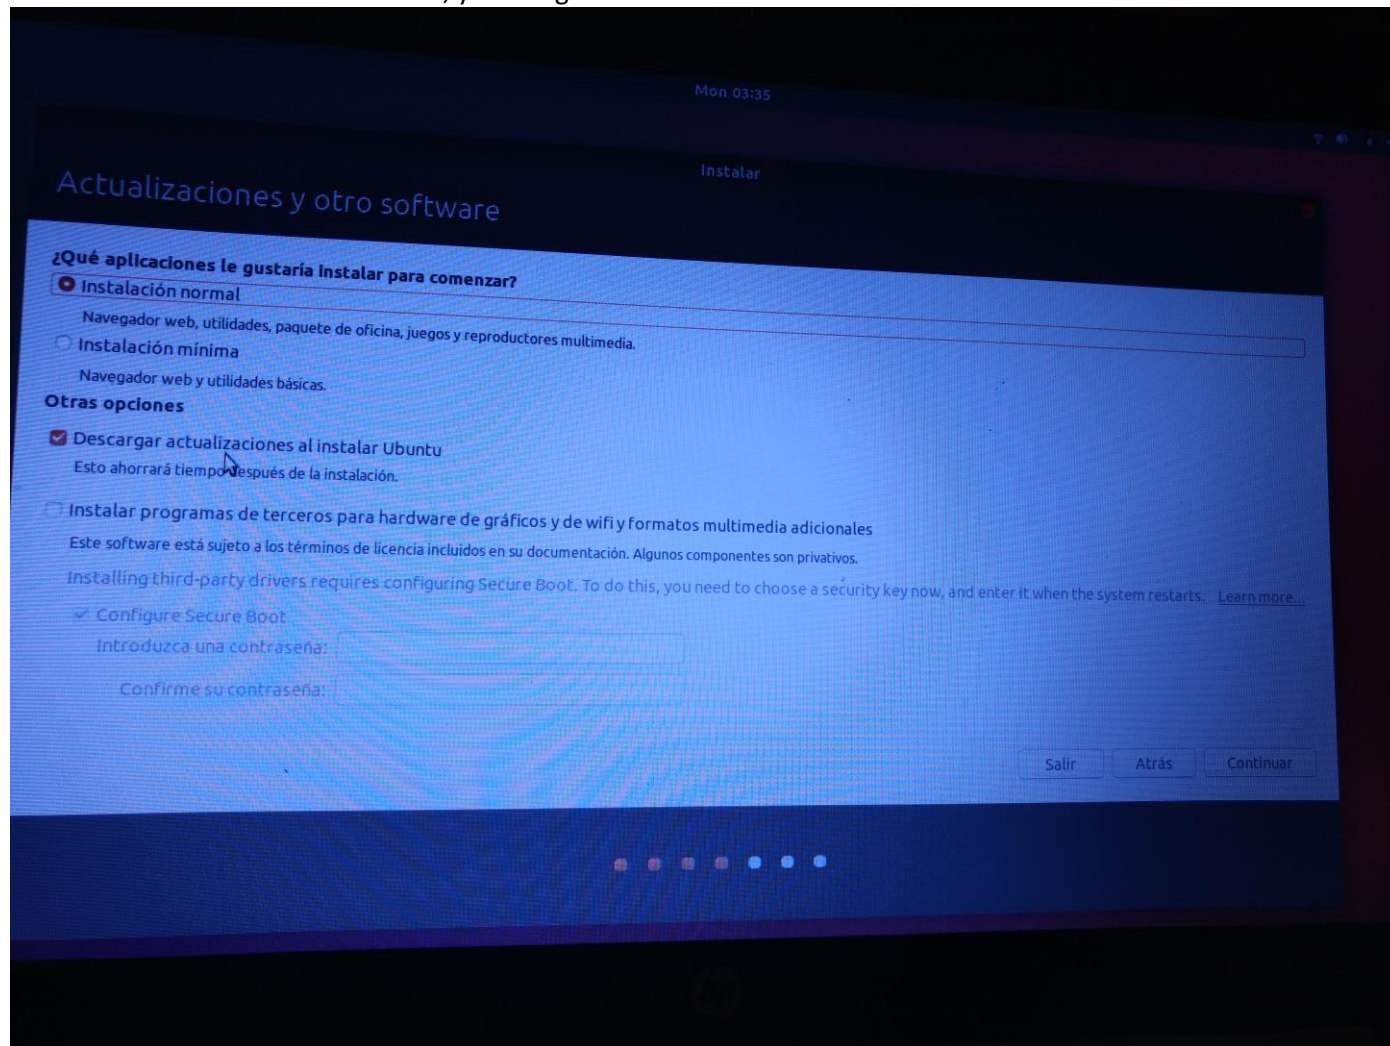 Mon 03:35
Instalar
Actualizaciones y otro software
¿Qué aplicaciones le gustaría instalar para comenzar?
Instalación normal
Navegador web, utilidades, paquete de oficina, juegos y reproductores multimedia.
Instalación mínima
Navegador web y utilidades básicas.
Otras opciones
Descargar actualizaciones al instalar Ubuntu
Esto ahorrará tiempo después de la instalación.
Instalar programas de terceros para hardware de gráficos y de wifi y formatos multimedia adicionales
Este software está sujeto a los términos de licencia incluidos en su documentación. Algunos componentes son privativos.
Installing third-party drivers requires configuring Secure Boot. To do this, you need to choose a security key now, and enter it when the system restarts. Learn more...
Configure Secure Boot
Introduzca una contraseña:
Confirme su contraseña:
Salir Atrás Continuar
hp